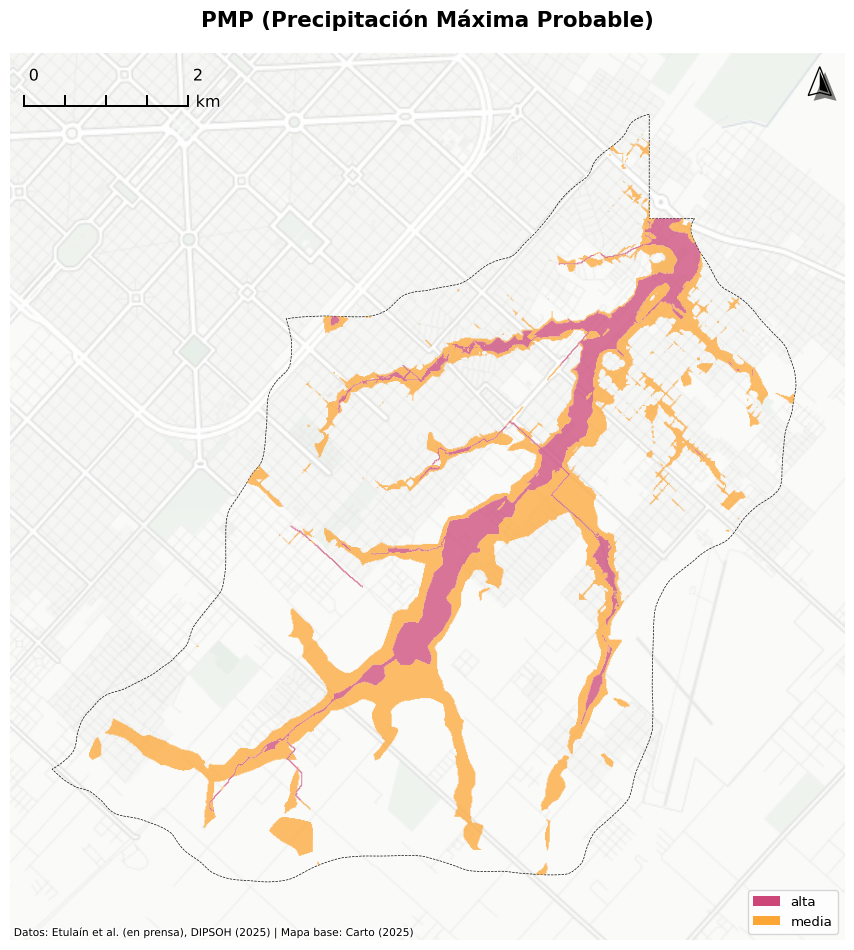 PMP (Precipitación Máxima Probable)
0 2
km
alta
media
Datos: Etulaín et al. (en prensa), DIPSOH (2025) | Mapa base: Carto (2025)